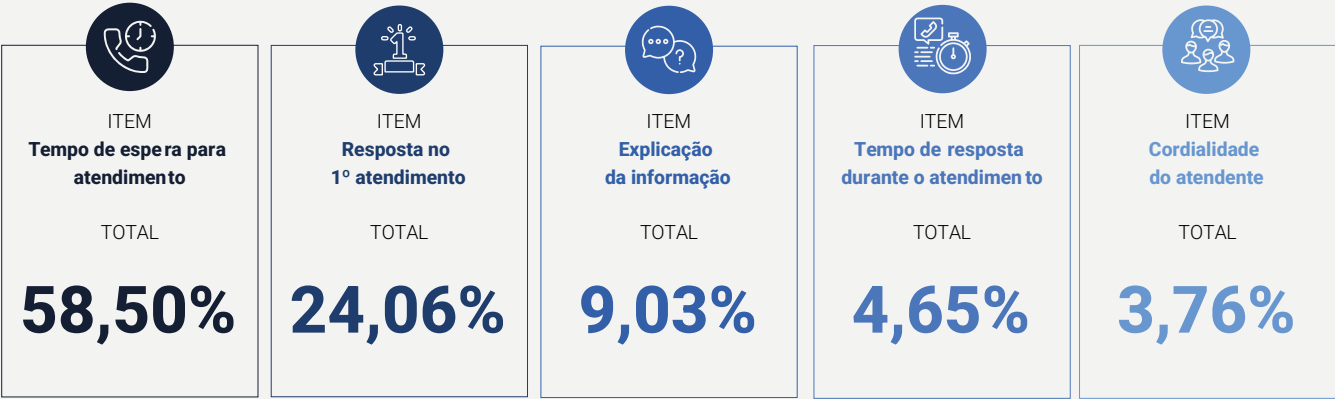 ITEM
Tempo de espera para
atendimento
TOTAL
58,50%
1
ITEM
Resposta no
1º atendimento
TOTAL
24,06%
?
ITEM
Explicação
da informação
TOTAL
9,03%
ITEM
Tempo de resposta
durante o atendimento
TOTAL
4,65%
ITEM
Cordialidade
do atendente
TOTAL
3,76%